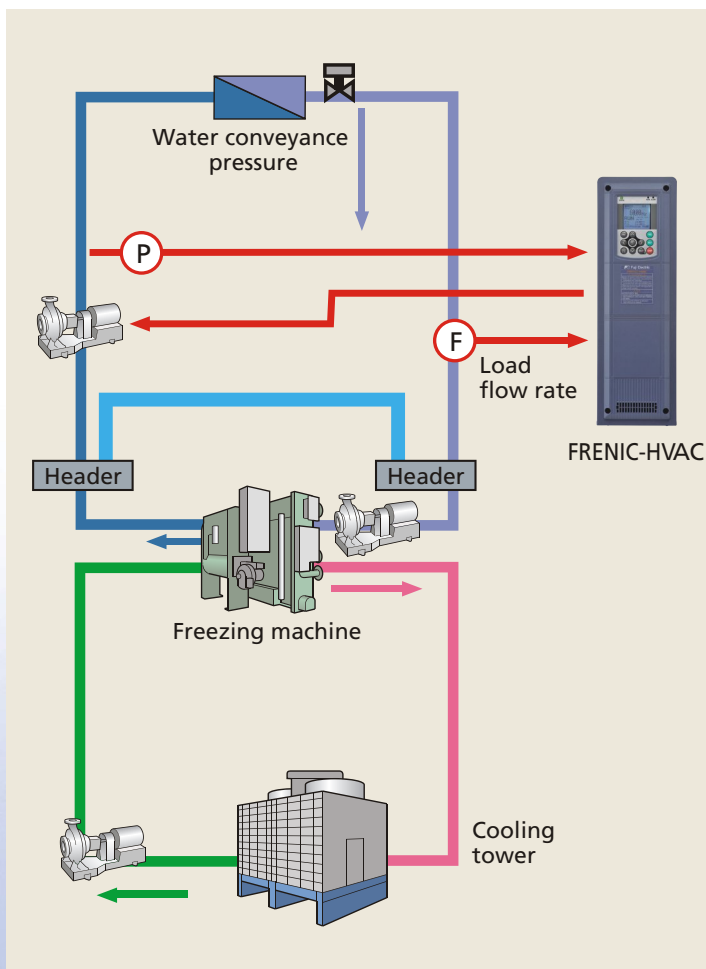 Water conveyance
pressure
P
F
Load
flow rate
FRENIC-HVAC
Header
Header
Freezing machine
Cooling
tower